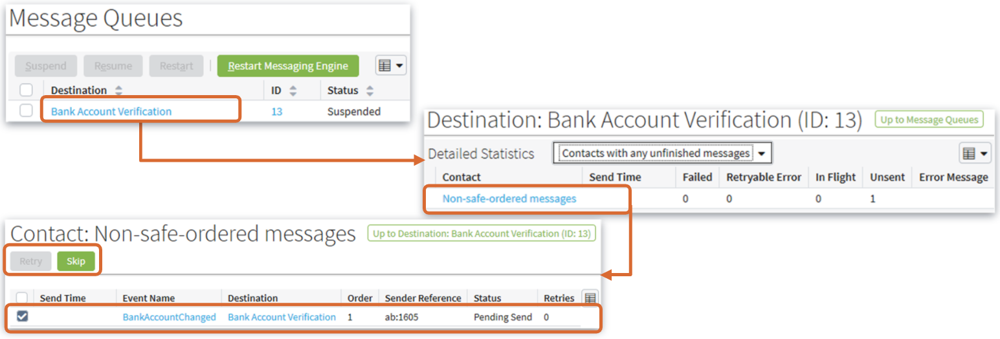 Message Queues
Suspend Resume Restart Restart Messaging Engine
Destination ID Status
Bank Account Verification 13 Suspended
Destination: Bank Account Verification (ID: 13) Up to Message Queues
Detailed Statistics Contacts with any unfinished messages
Contact Send Time Failed Retryable Error In Flight Unsent Error Message
Non-safe-ordered messages 0 0 0 1
Contact: Non-safe-ordered messages Up to Destination: Bank Account Verification (ID: 13)
Retry Skip
Send Time Event Name Destination Order Sender Reference Status Retries
BankAccountChanged Bank Account Verification 1 ab:1605 Pending Send 0